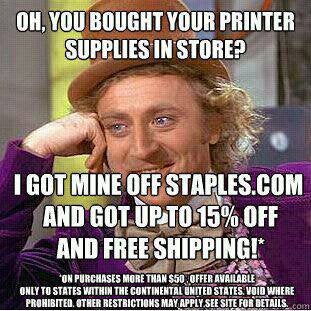 OH, YOU BOUGHT YOUR PRINTER
SUPPLIES IN STORE?
I GOT MINE OFF STAPLES.COM
AND GOT UP TO 15% OFF
AND FREE SHIPPING!*
*ON PURCHASES MORE THAN $50 , OFFER AVAILABLE
ONLY TO STATES WITHIN THE CONTINENTAL UNITED STATES. VOID WHERE
PROHIBITED. OTHER RESTRICTIONS MAY APPLY.SEE SITE FOR DETAILS.